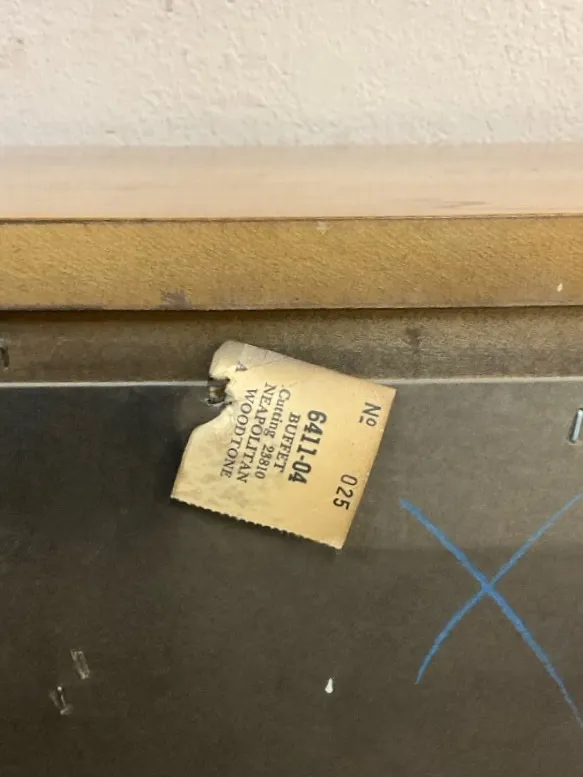 Nº 025
6411-04
BUFFET
Cutting 23810
NEAPOLITAN
WOODTONE
A